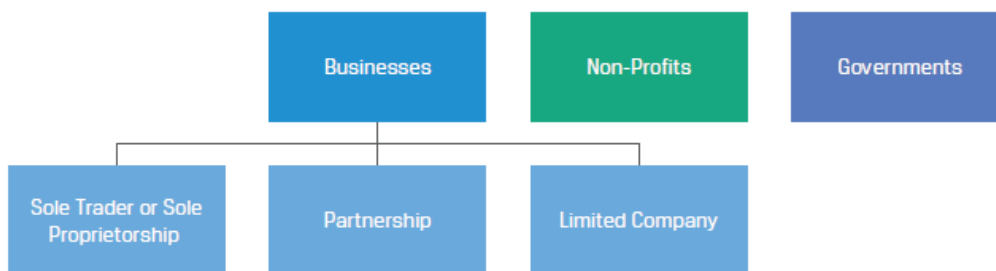 Businesses
Non-Profits
Governments
Sole Trader or Sole
Proprietorship
Partnership
Limited Company